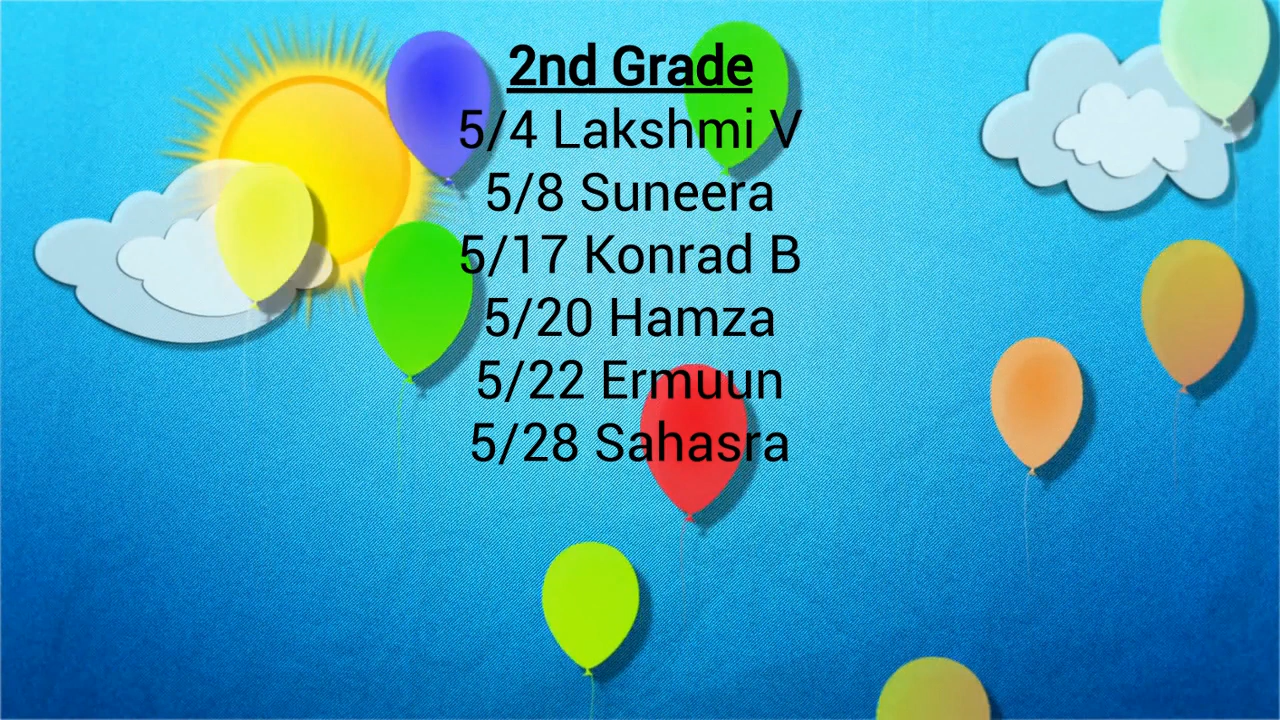 2nd Grade
5/4 Lakshmi V
5/8 Suneera
5/17 Konrad B
5/20 Hamza
5/22 Ermuun
5/28 Sahasra